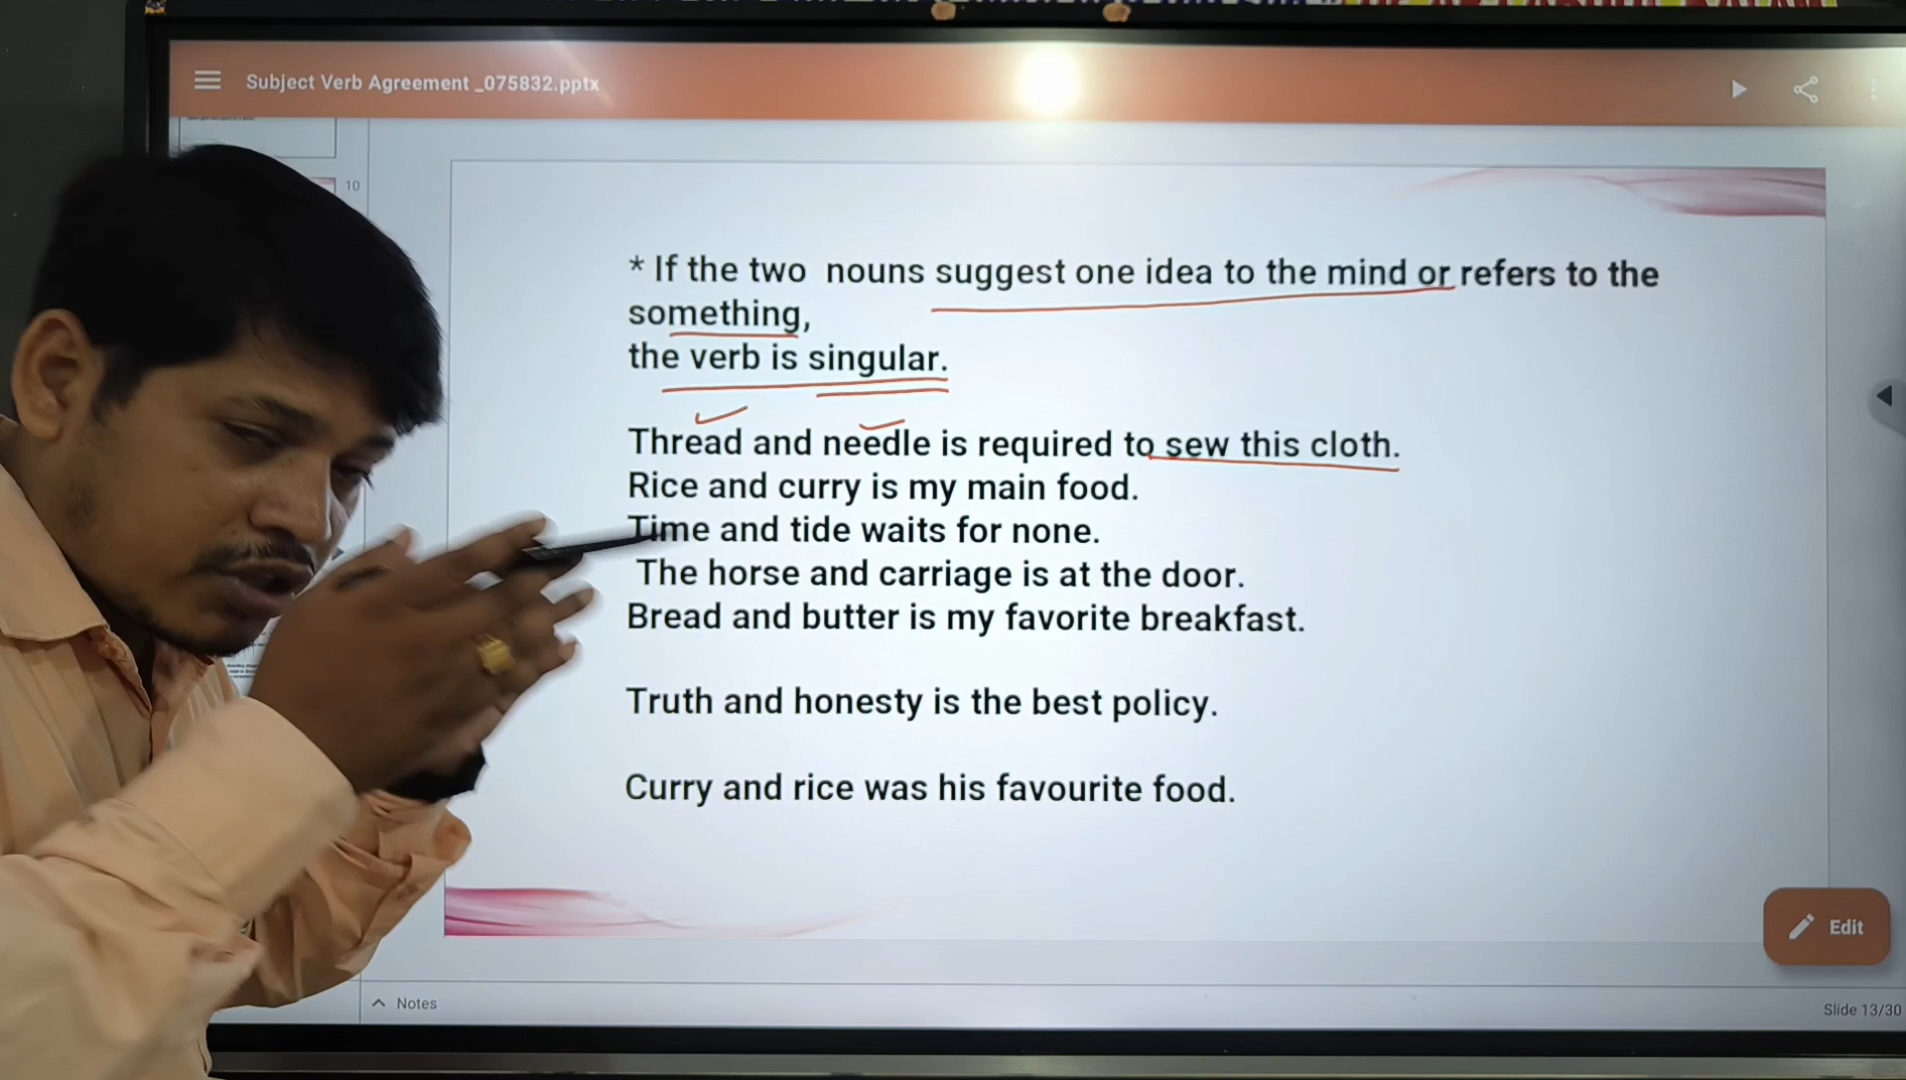 Subject Verb Agreement _075832.pptx
10
* If the two nouns suggest one idea to the mind or refers to the
something,
the verb is singular.
Thread and needle is required to sew this cloth.
Rice and curry is my main food.
Time and tide waits for none.
The horse and carriage is at the door.
Bread and butter is my favorite breakfast.
Truth and honesty is the best policy.
Curry and rice was his favourite food.
Edit
Notes
Slide 13/30